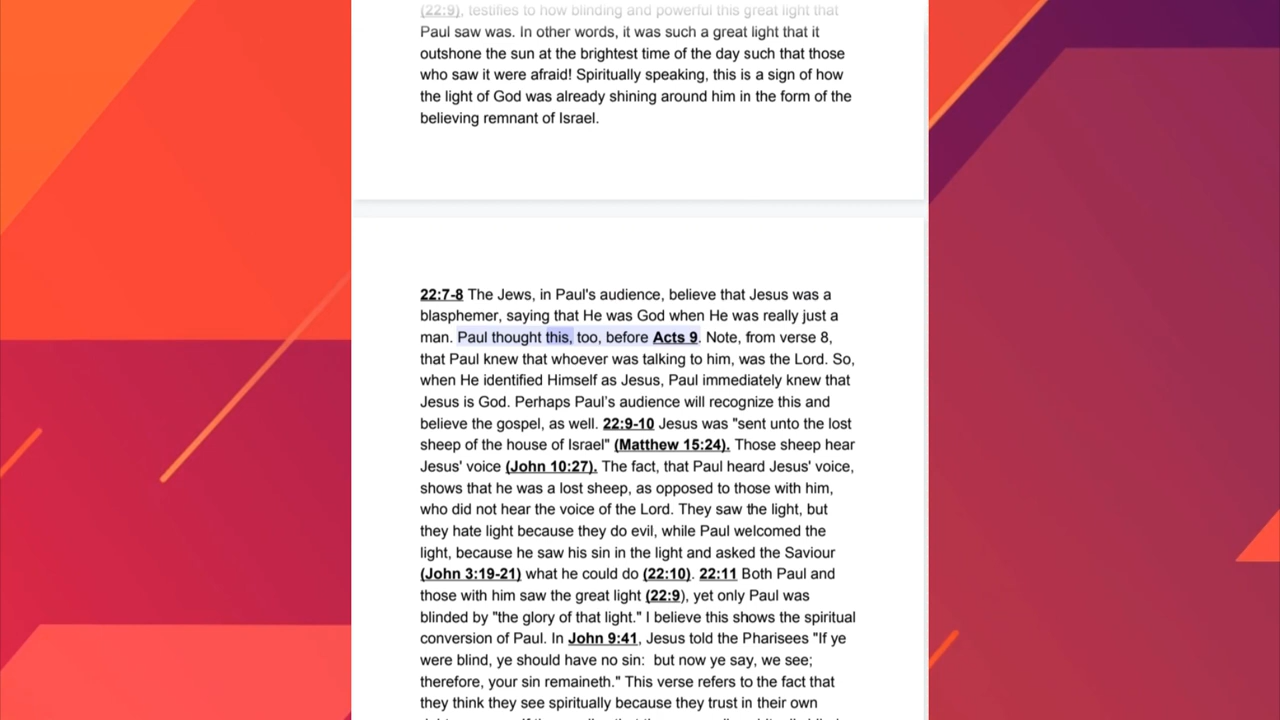 (22:9), testifies to how blinding and powerful this great light that
Paul saw was. In other words, it was such a great light that it
outshone the sun at the brightest time of the day such that those
who saw it were afraid! Spiritually speaking, this is a sign of how
the light of God was already shining around him in the form of the
believing remnant of Israel.
22:7-8 The Jews, in Paul's audience, believe that Jesus was a
blasphemer, saying that He was God when He was really just a
man. Paul thought this, too, before Acts 9. Note, from verse 8,
that Paul knew that whoever was talking to him, was the Lord. So,
when He identified Himself as Jesus, Paul immediately knew that
Jesus is God. Perhaps Paul's audience will recognize this and
believe the gospel, as well. 22:9-10 Jesus was "sent unto the lost
sheep of the house of Israel" (Matthew 15:24). Those sheep hear
Jesus' voice (John 10:27). The fact, that Paul heard Jesus' voice,
shows that he was a lost sheep, as opposed to those with him,
who did not hear the voice of the Lord. They saw the light, but
they hate light because they do evil, while Paul welcomed the
light, because he saw his sin in the light and asked the Saviour
(John 3:19-21) what he could do (22:10). 22:11 Both Paul and
those with him saw the great light (22:9), yet only Paul was
blinded by "the glory of that light." I believe this shows the spiritual
conversion of Paul. In John 9:41, Jesus told the Pharisees "If ye
were blind, ye should have no sin:  but now ye say, we see;
therefore, your sin remaineth." This verse refers to the fact that
they think they see spiritually because they trust in their own